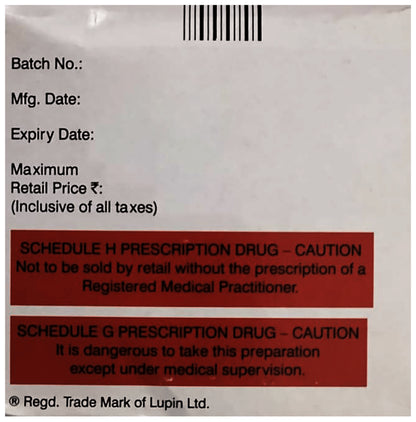 Batch No.:
Mfg. Date:
Expiry Date:
Maximum
Retail Price ₹:
(Inclusive of all taxes)
SCHEDULE H PRESCRIPTION DRUG – CAUTION
Not to be sold by retail without the prescription of a
Registered Medical Practitioner.
SCHEDULE G PRESCRIPTION DRUG – CAUTION
It is dangerous to take this preparation
except under medical supervision.
® Regd. Trade Mark of Lupin Ltd.